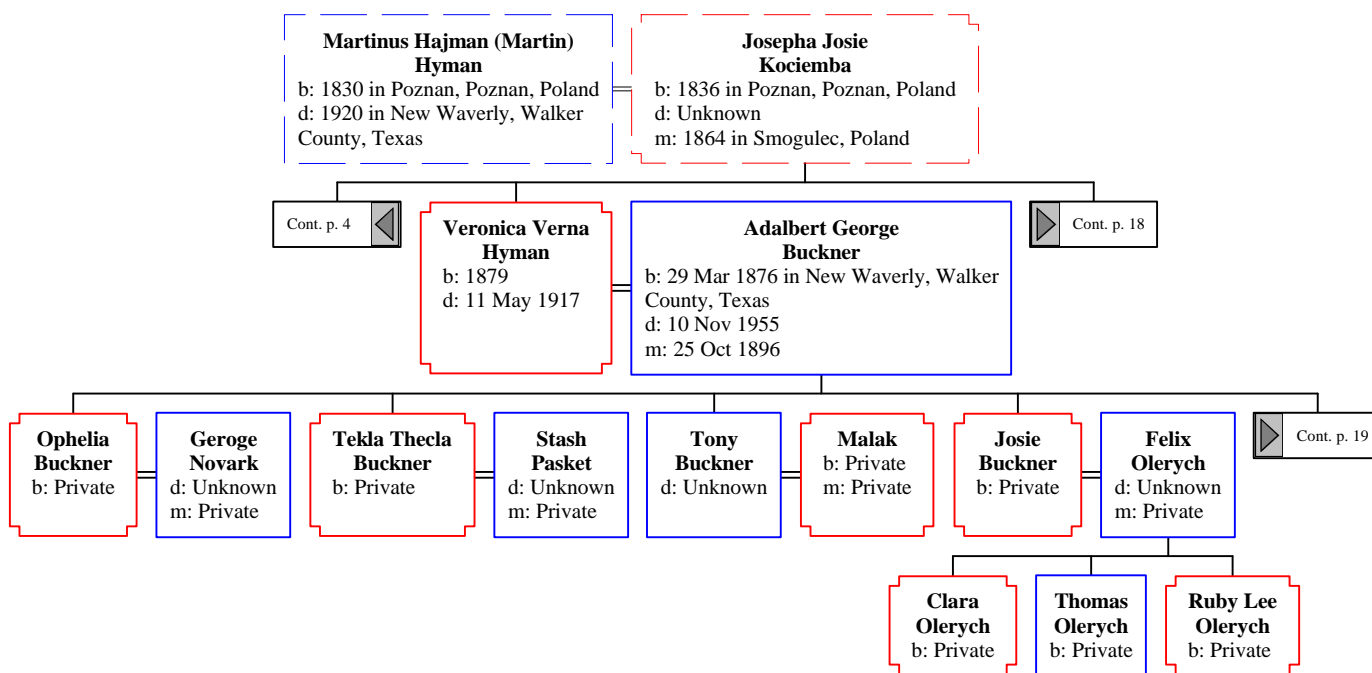 Martinus Hajman (Martin)
Hyman
b: 1830 in Poznan, Poznan, Poland
d: 1920 in New Waverly, Walker
County, Texas
Josepha Josie
Kociemba
b: 1836 in Poznan, Poznan, Poland
d: Unknown
m: 1864 in Smogulec, Poland
Cont. p. 4
Veronica Verna
Hyman
b: 1879
d: 11 May 1917
Adalbert George
Buckner
b: 29 Mar 1876 in New Waverly, Walker
County, Texas
d: 10 Nov 1955
m: 25 Oct 1896
Cont. p. 18
Ophelia
Buckner
b: Private
Geroge
Novark
d: Unknown
m: Private
Tekla Thecla
Buckner
b: Private
Stash
Pasket
d: Unknown
m: Private
Tony
Buckner
d: Unknown
Malak
b: Private
m: Private
Josie
Buckner
b: Private
Felix
Olerych
d: Unknown
m: Private
Cont. p. 19
Clara
Olerych
b: Private
Thomas
Olerych
b: Private
Ruby Lee
Olerych
b: Private